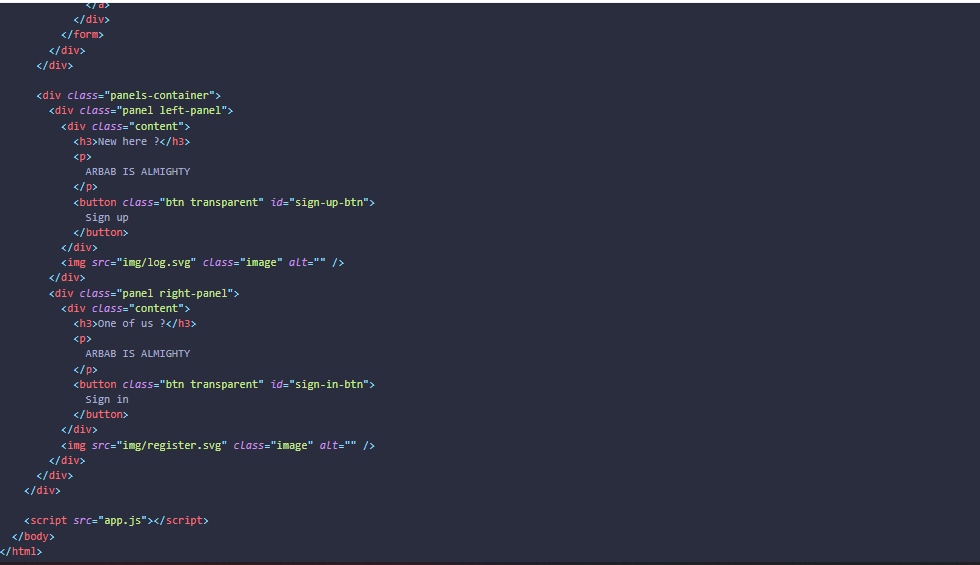 </a>
</div>
</form>
</div>
</div>
<div class="panels-container">
<div class="panel left-panel">
<div class="content">
<h3>New here ?</h3>
<p>
ARBAB IS ALMIGHTY
</p>
<button class="btn transparent" id="sign-up-btn">
Sign up
</button>
</div>
<img src="img/log.svg" class="image" alt="" />
</div>
<div class="panel right-panel">
<div class="content">
<h3>One of us ?</h3>
<p>
ARBAB IS ALMIGHTY
</p>
<button class="btn transparent" id="sign-in-btn">
Sign in
</button>
</div>
<img src="img/register.svg" class="image" alt="" />
</div>
</div>
</div>
<script src="app.js"></script>
</body>
</html>